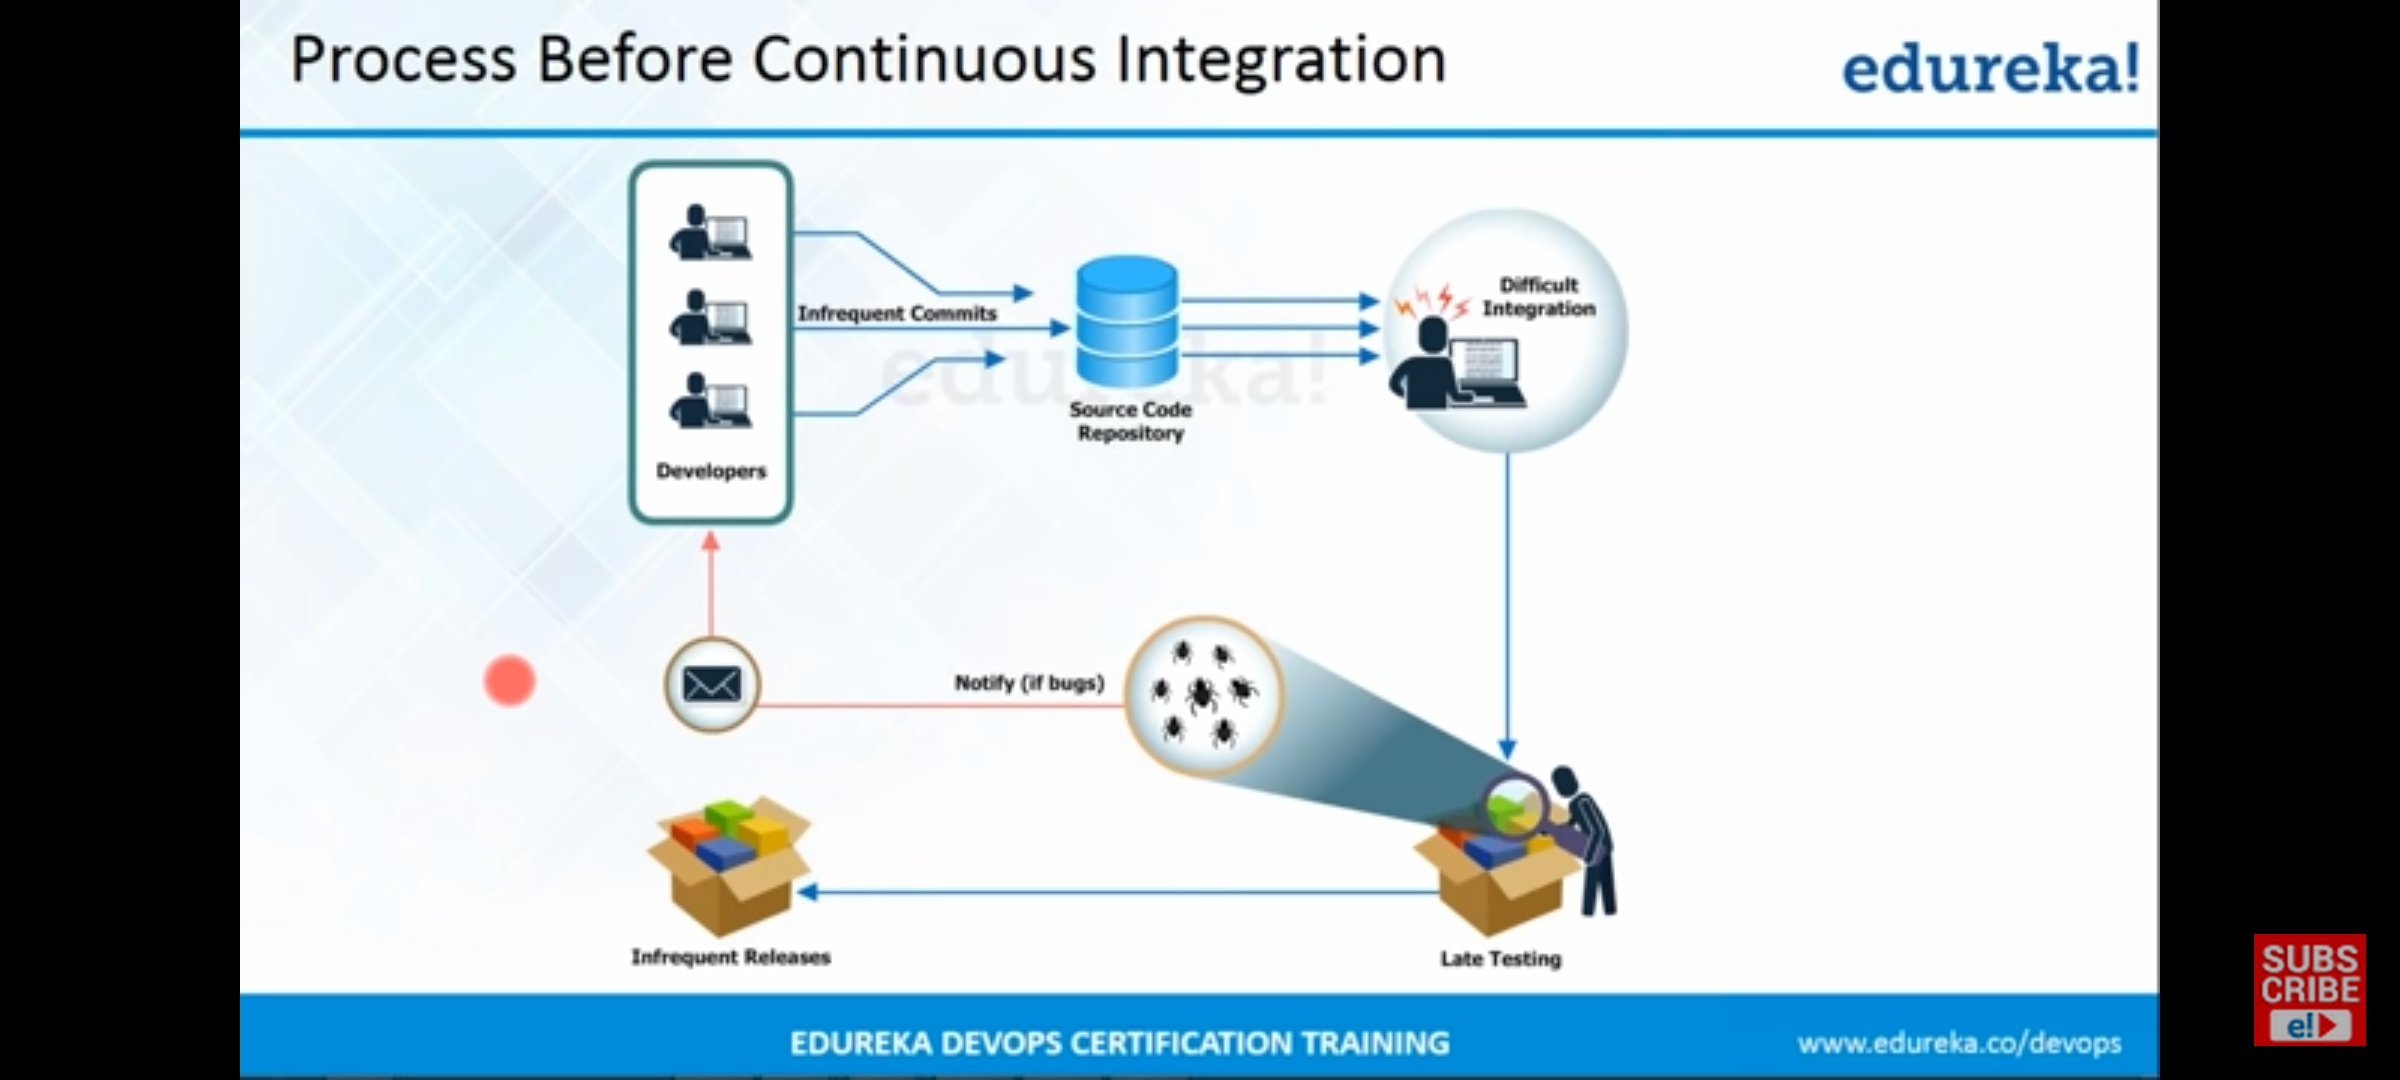 Process Before Continuous Integration
edureka!
Infrequent Commits
Difficult
Integration
edureka!
Source Code
Repository
Developers
Notify (if bugs)
Infrequent Releases
Late Testing
SUBS
CRIBE
e!
EDUREKA DEVOPS CERTIFICATION TRAINING
www.edureka.co/devops